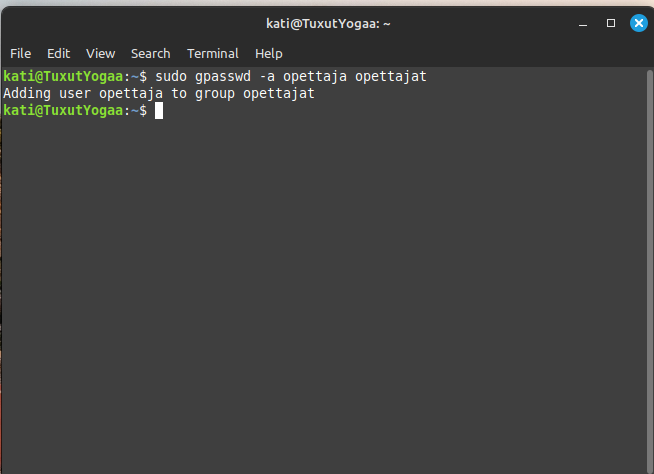 kati@TuxutYogaa: ~
File Edit View Search Terminal Help
kati@TuxutYogaa:~$ sudo gpasswd -a opettaja opettajat
Adding user opettaja to group opettajat
kati@TuxutYogaa:~$